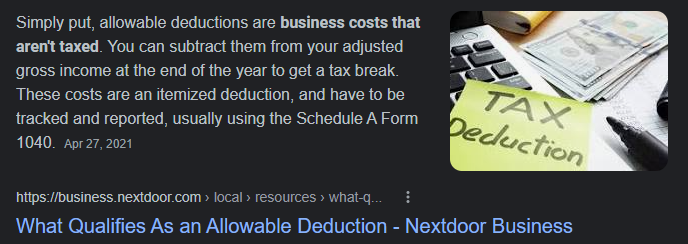 Simply put, allowable deductions are business costs that
aren't taxed. You can subtract them from your adjusted
gross income at the end of the year to get a tax break.
These costs are an itemized deduction, and have to be
tracked and reported, usually using the Schedule A Form
1040. Apr 27, 2021
TAX
Deduction
https://business.nextdoor.com › local › resources › what-q...
What Qualifies As an Allowable Deduction - Nextdoor Business